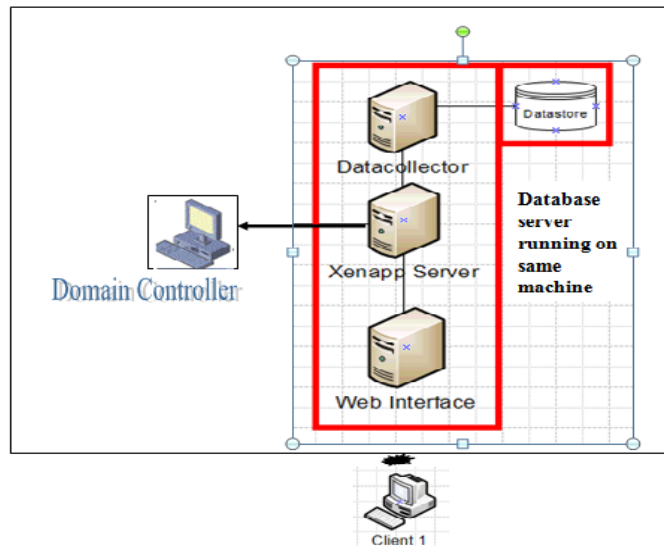 Datastore
Datacollector
Database
server
running on
same
machine
Xenapp Server
Domain Controller
Web Interface
Client 1